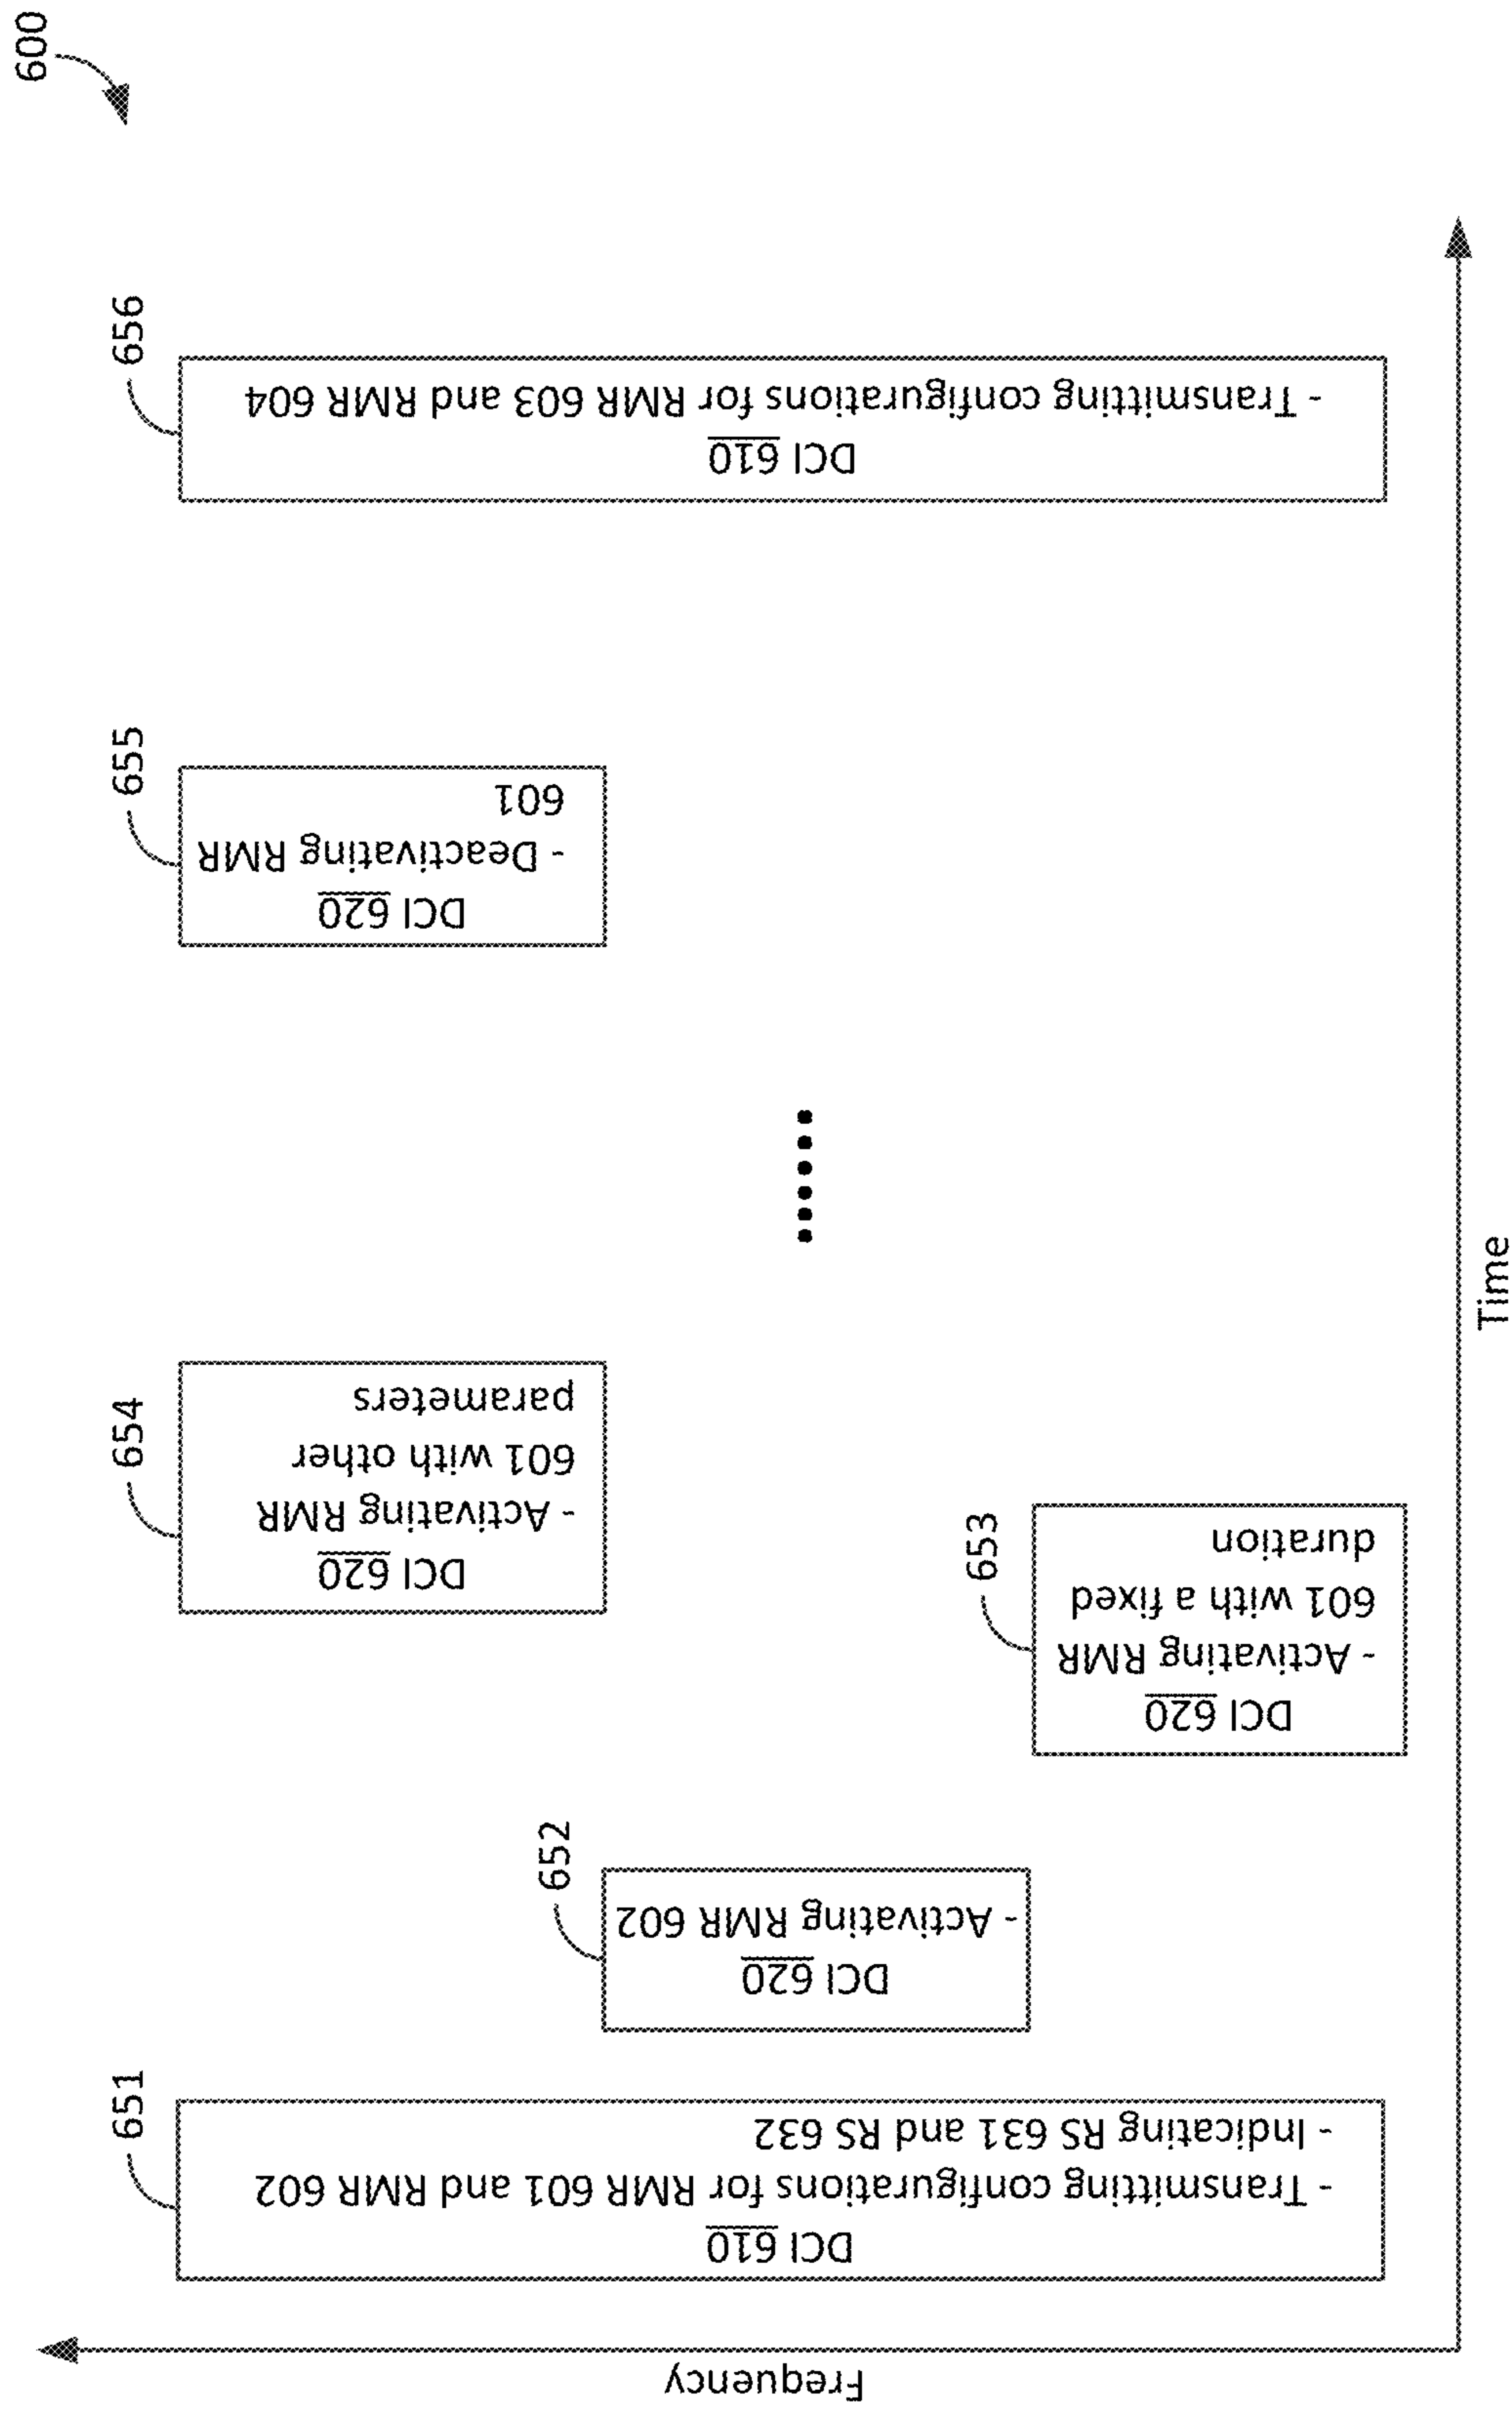 600
651
DCI 610
- Transmitting configurations for RMR 601 and RMR 602
- Indicating RS 631 and RS 632
652
DCI 620
- Activating RMR 602
653
DCI 620
- Activating RMR
601 with a fixed
duration
654
DCI 620
- Activating RMR
601 with other
parameters
655
DCI 620
- Deactivating RMR
601
656
DCI 610
- Transmitting configurations for RMR 603 and RMR 604
Frequency
Time